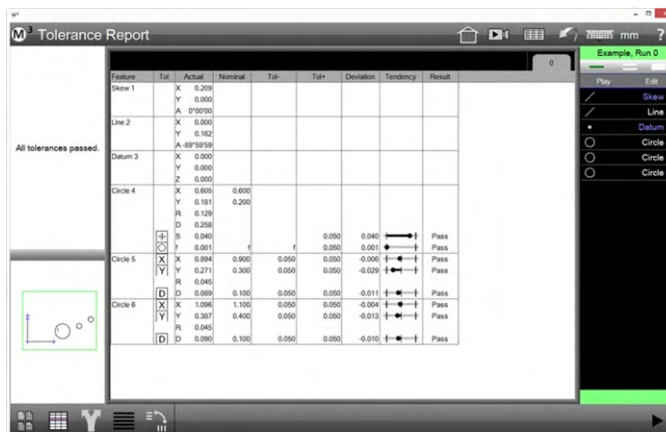 M³
M3 Tolerance Report mm ?
Example, Run 0
0
Play Edit
Skew
Line
Datum
Circle
Circle
Circle
All tolerances passed.
Feature Tol Actual Nominal Tol- Tol+ Deviation Tendency Result
Skew 1 X 0.209
Y 0.000
A 0°00'00
Line 2 X 0.000
Y 0.162
A -89°59'59
Datum 3 X 0.000
Y 0.000
Z 0.000
Circle 4 X 0.605 0.600
Y 0.181 0.200
R 0.129
D 0.258
S 0.040 0.050 0.040 Pass
f 0.001 f f 0.050 0.001 Pass
Circle 5 X X 0.894 0.900 0.050 0.050 -0.006 Pass
Y Y 0.271 0.300 0.050 0.050 -0.029 Pass
R 0.045
D D 0.089 0.100 0.050 0.050 -0.011 Pass
Circle 6 X X 1.096 1.100 0.050 0.050 -0.004 Pass
Y Y 0.387 0.400 0.050 0.050 -0.013 Pass
R 0.045
D D 0.090 0.100 0.050 0.050 -0.010 Pass